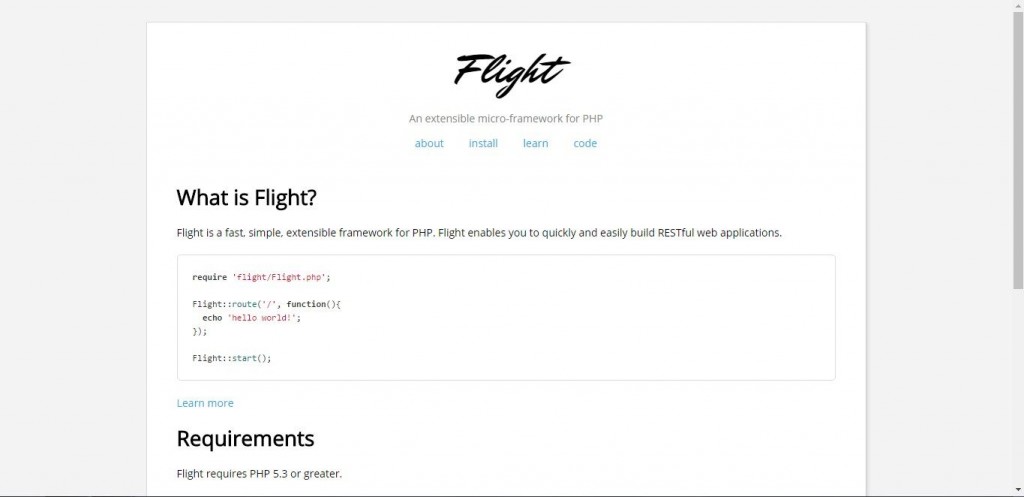 Flight
An extensible micro-framework for PHP
about install learn code
What is Flight?
Flight is a fast, simple, extensible framework for PHP. Flight enables you to quickly and easily build RESTful web applications.
require 'flight/Flight.php';
Flight::route('/', function(){
  echo 'hello world!';
});
Flight::start();
Learn more
Requirements
Flight requires PHP 5.3 or greater.